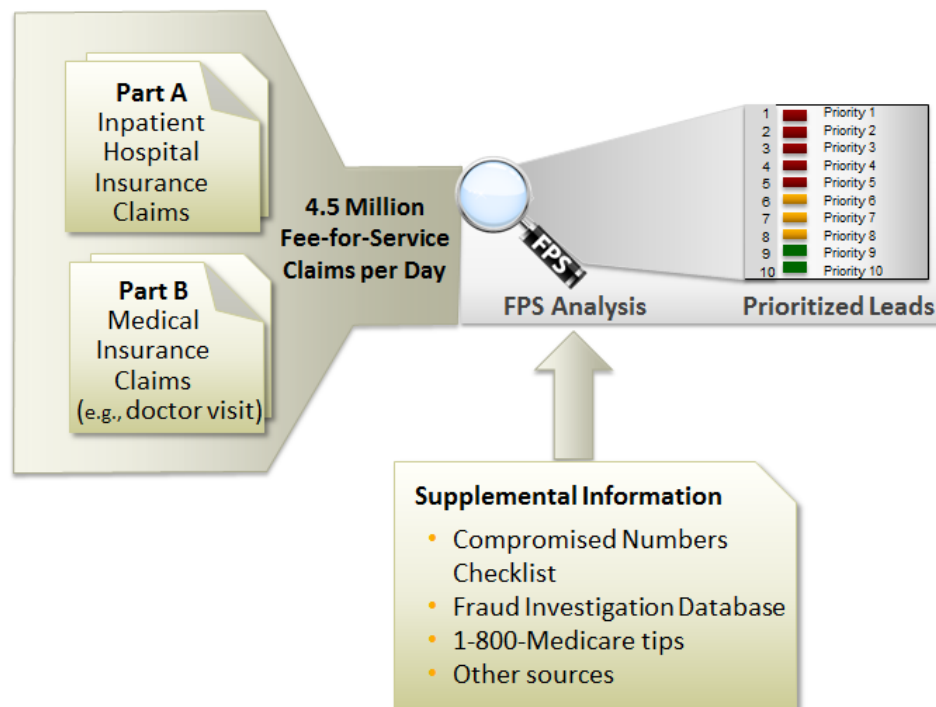 Part A
Inpatient
Hospital
Insurance
Claims
Part B
Medical
Insurance
Claims
(e.g., doctor visit)
4.5 Million
Fee-for-Service
Claims per Day
FPS
FPS Analysis
1 Priority 1
2 Priority 2
3 Priority 3
4 Priority 4
5 Priority 5
6 Priority 6
7 Priority 7
8 Priority 8
9 Priority 9
10 Priority 10
Prioritized Leads
Supplemental Information
• Compromised Numbers
Checklist
• Fraud Investigation Database
• 1-800-Medicare tips
• Other sources